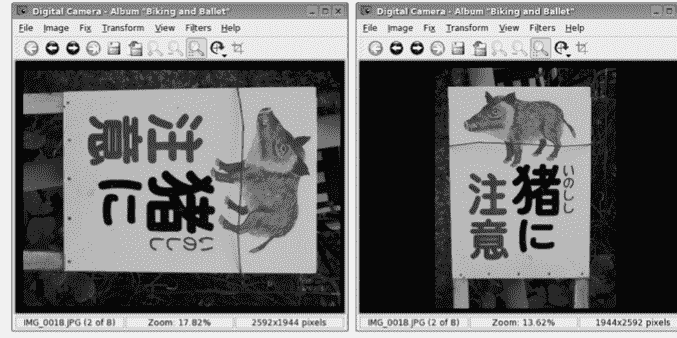 Digital Camera - Album "Biking and Ballet"
File Image Fix Transform View Filters Help
注意
猪に
いのしし
IMG_0018.JPG (2 of 8) Zoom: 17.82% 2592x1944 pixels
Digital Camera - Album "Biking and Ballet"
File Image Fix Transform View Filters Help
猪に
いのしし
注意
IMG_0018.JPG (2 of 8) Zoom: 13.62% 1944x2592 pixels